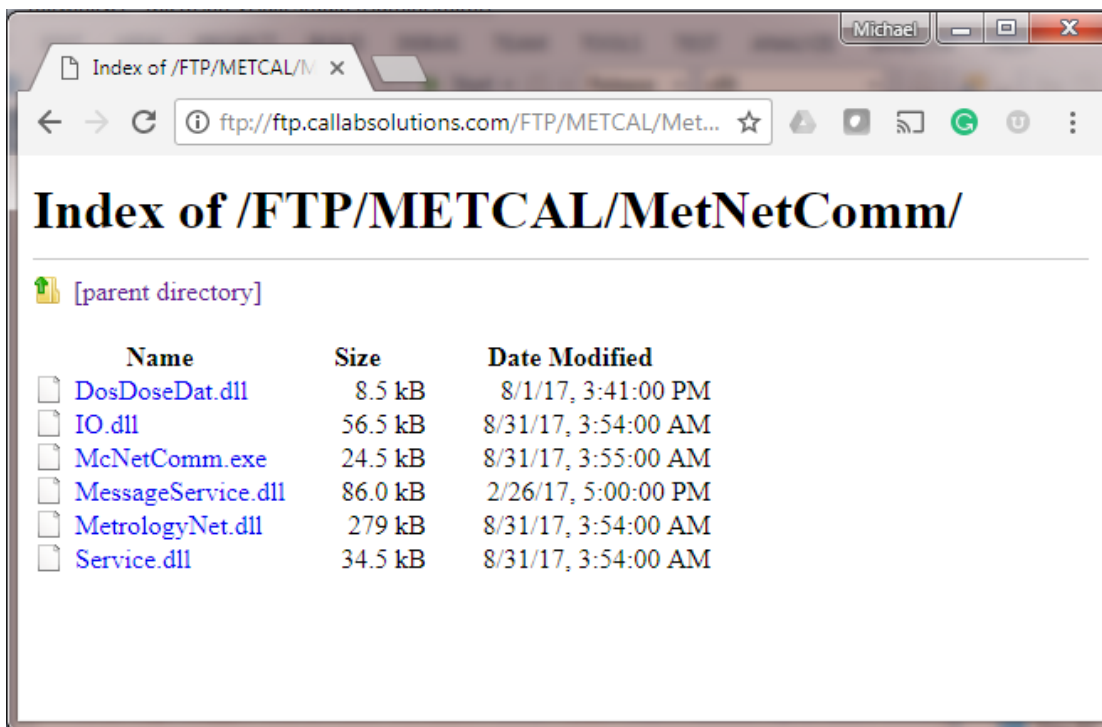 Michael
Index of /FTP/METCAL/M
ftp://ftp.callabsolutions.com/FTP/METCAL/Met...
Index of /FTP/METCAL/MetNetComm/
[parent directory]
Name Size Date Modified
DosDoseDat.dll 8.5 kB 8/1/17, 3:41:00 PM
IO.dll 56.5 kB 8/31/17, 3:54:00 AM
McNetComm.exe 24.5 kB 8/31/17, 3:55:00 AM
MessageService.dll 86.0 kB 2/26/17, 5:00:00 PM
MetrologyNet.dll 279 kB 8/31/17, 3:54:00 AM
Service.dll 34.5 kB 8/31/17, 3:54:00 AM